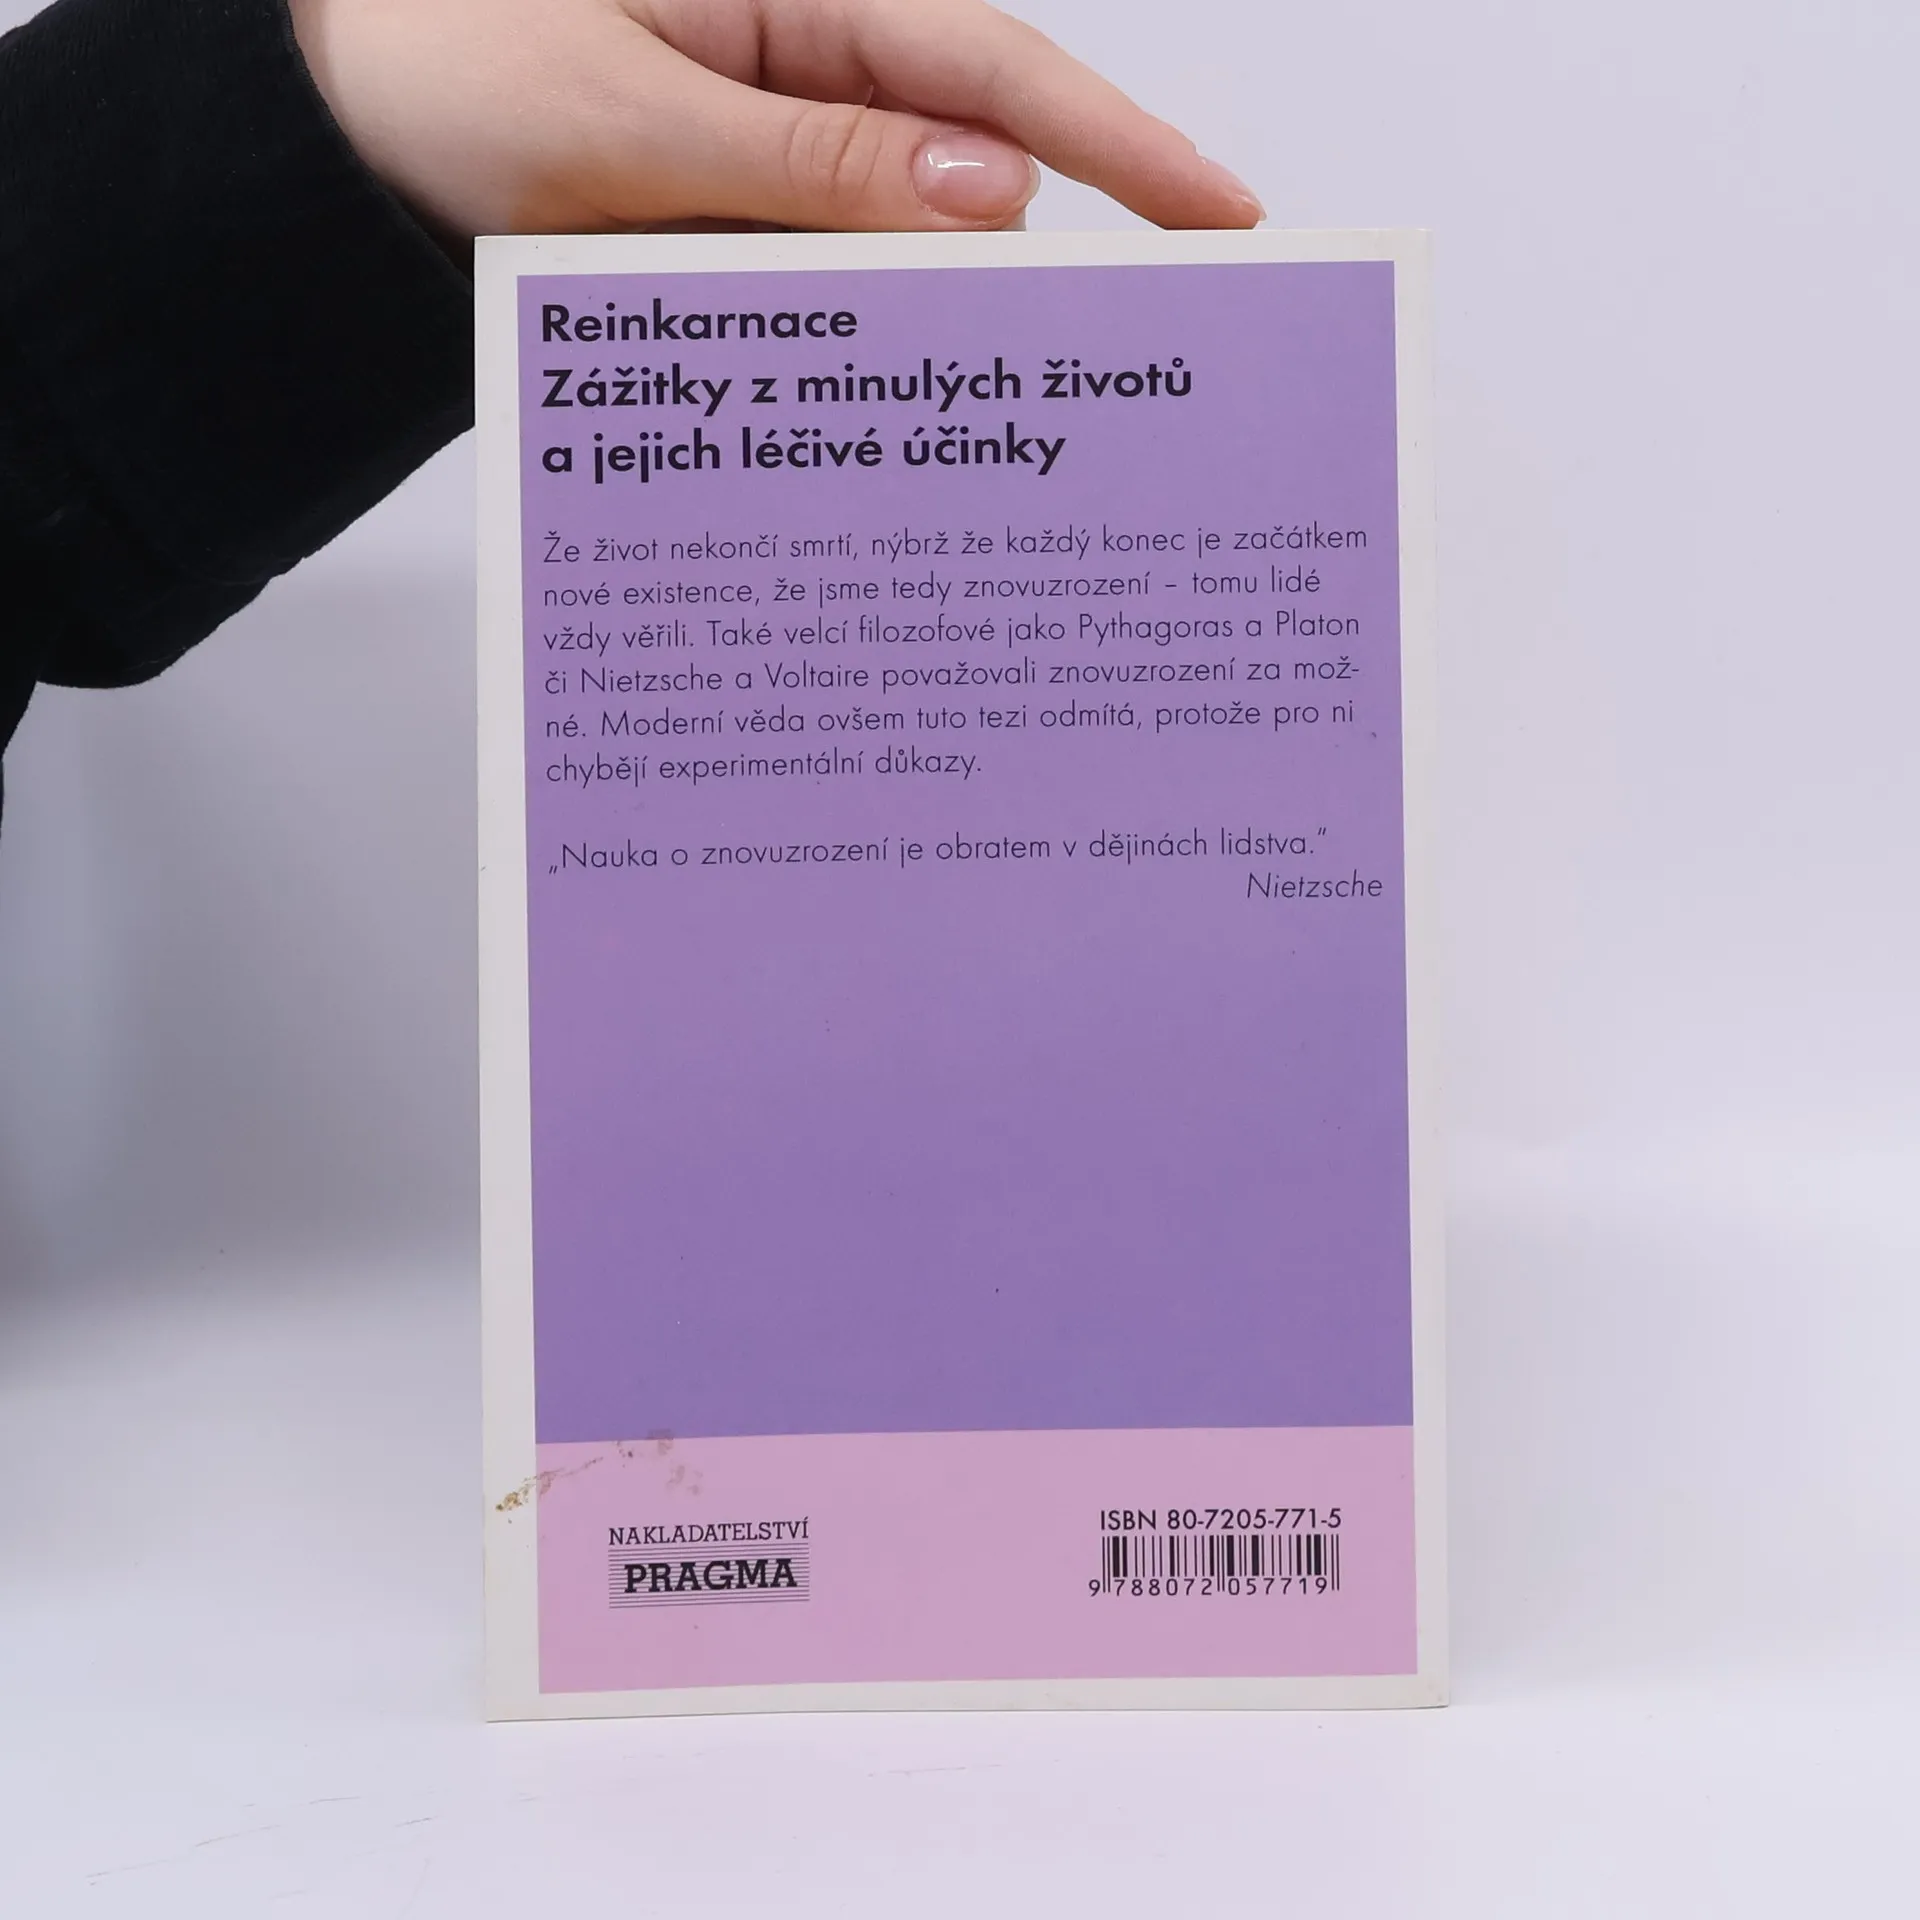 Reinkarnace
Zážitky z minulých životů
a jejich léčivé účinky
Že život nekončí smrtí, nýbrž že každý konec je začátkem
nové existence, že jsme tedy znovuzrození – tomu lidé
vždy věřili. Také velcí filozofové jako Pythagoras a Platon
či Nietzsche a Voltaire považovali znovuzrození za mož-
né. Moderní věda ovšem tuto tezi odmítá, protože pro ni
chybějí experimentální důkazy.
„Nauka o znovuzrození je obratem v dějinách lidstva.“
Nietzsche
NAKLADATELSTVÍ
PRAGMA
ISBN 80-7205-771-5
9 788072 057719